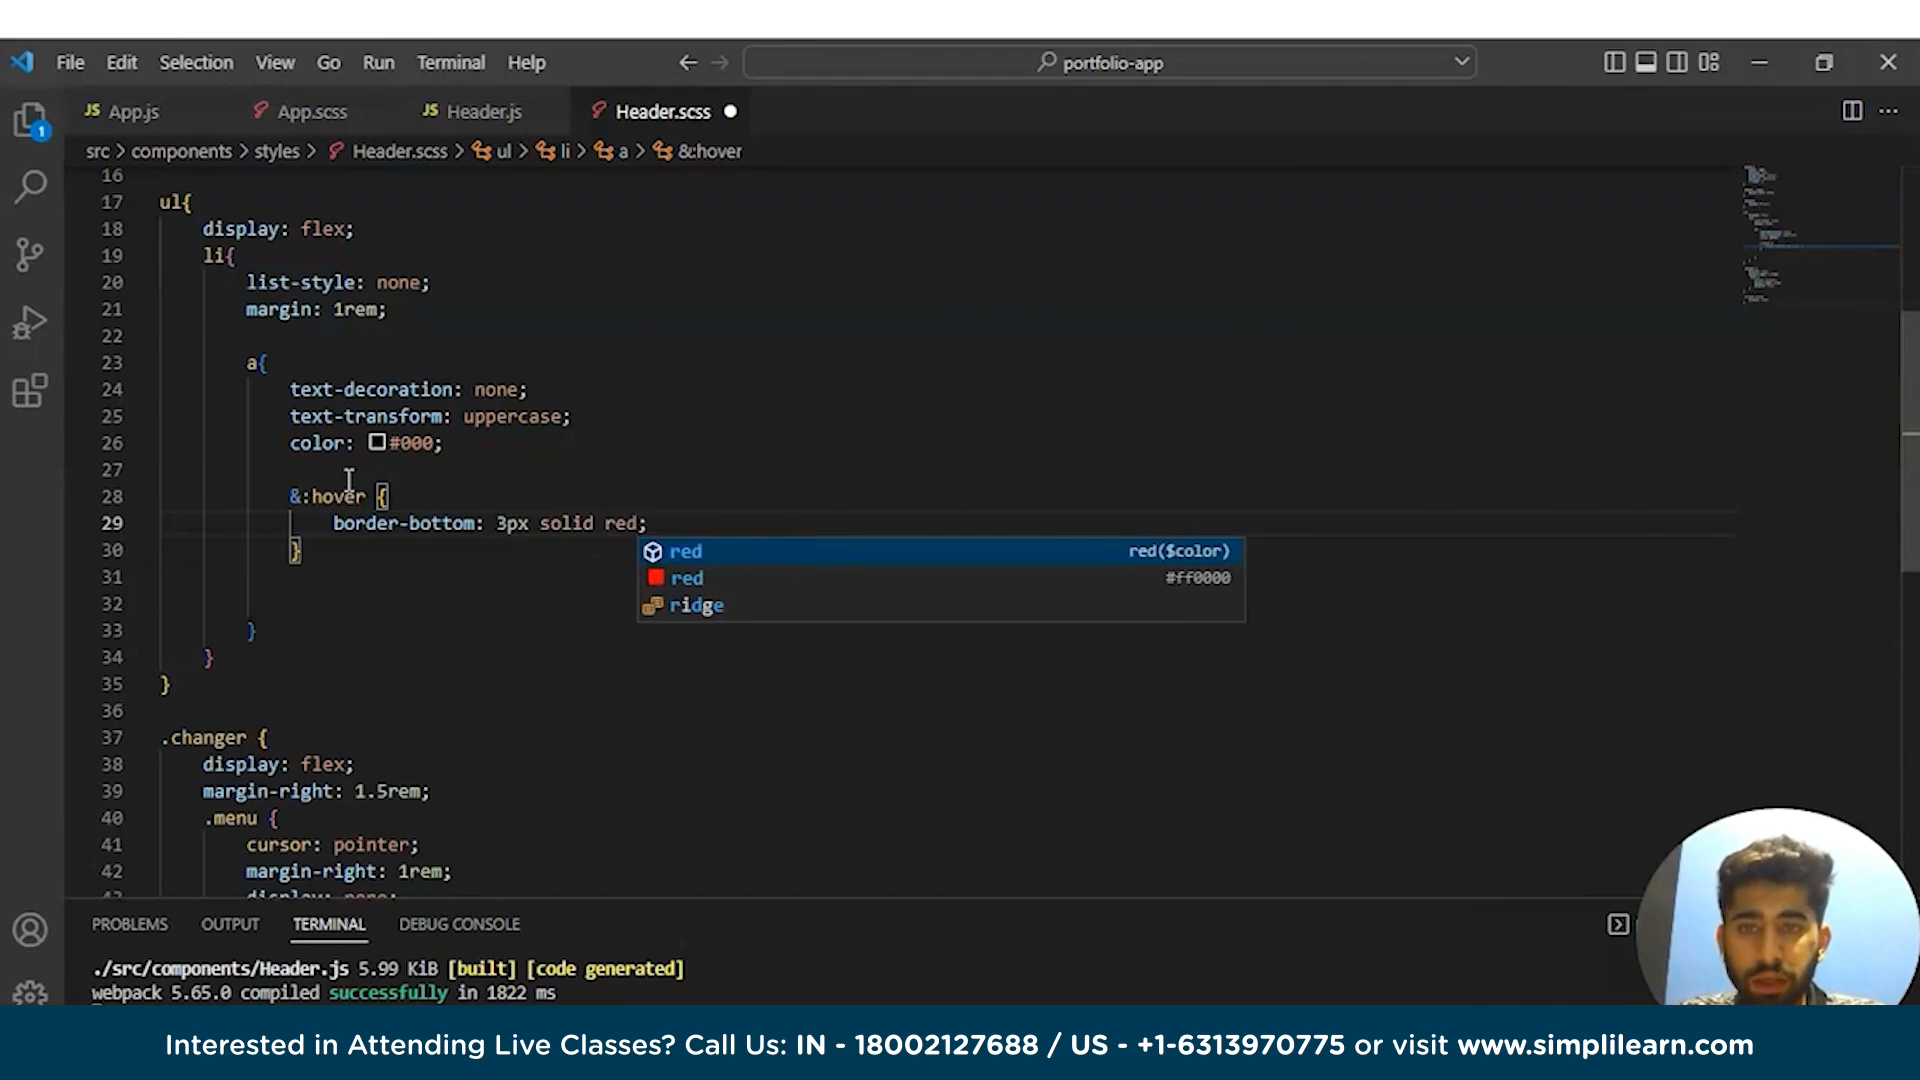 File Edit Selection View Go Run Terminal Help portfolio-app
JS App.js App.scss JS Header.js Header.scss
src > components > styles > Header.scss > ul > li > a > &:hover
1
16
17 ul{
18 display: flex;
19 li{
20 list-style: none;
21 margin: 1rem;
22
23 a{
24 text-decoration: none;
25 text-transform: uppercase;
26 color: #000;
27
28 &:hover {
29 border-bottom: 3px solid red;
30 }
red red($color)
31
red #ff0000
32
ridge
33 }
34 }
35 }
36
37 .changer {
38 display: flex;
39 margin-right: 1.5rem;
40 .menu {
41 cursor: pointer;
42 margin-right: 1rem;
43 display: none;
PROBLEMS OUTPUT TERMINAL DEBUG CONSOLE
./src/components/Header.js 5.99 KiB [built] [code generated]
webpack 5.65.0 compiled successfully in 1822 ms
Interested in Attending Live Classes? Call Us: IN - 18002127688 / US - +1-6313970775 or visit www.simplilearn.com